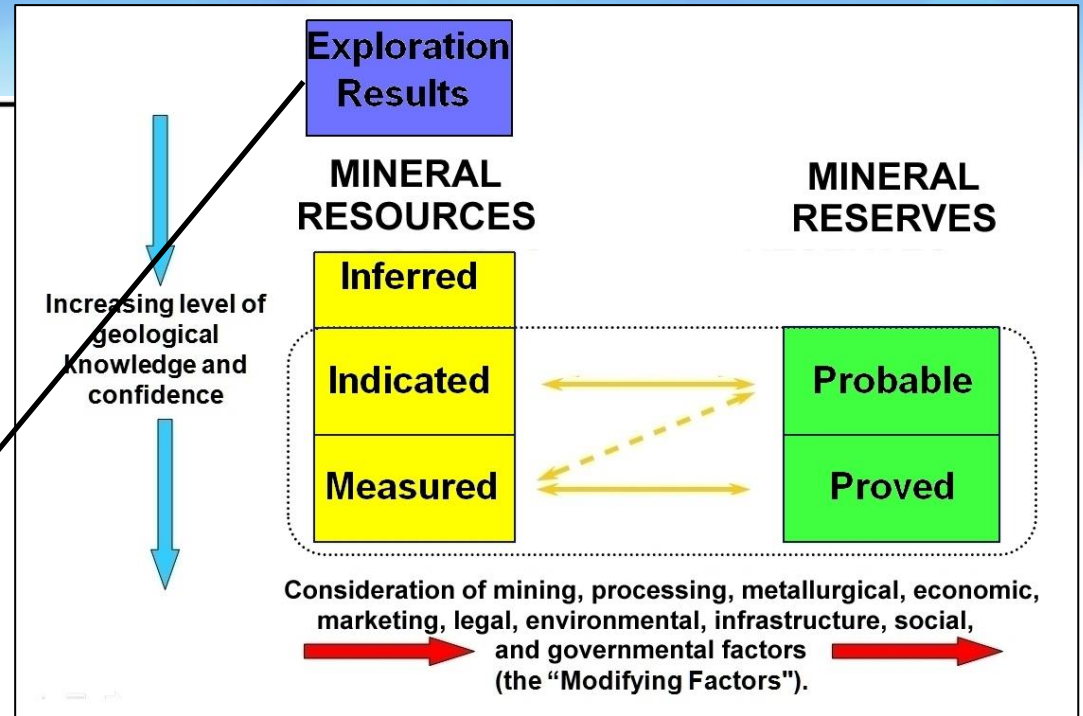 Exploration
Results
MINERAL
RESOURCES
MINERAL
RESERVES
Increasing level of
geological
knowledge and
confidence
Inferred
Indicated
Measured
Probable
Proved
Consideration of mining, processing, metallurgical, economic,
marketing, legal, environmental, infrastructure, social,
and governmental factors
(the “Modifying Factors").